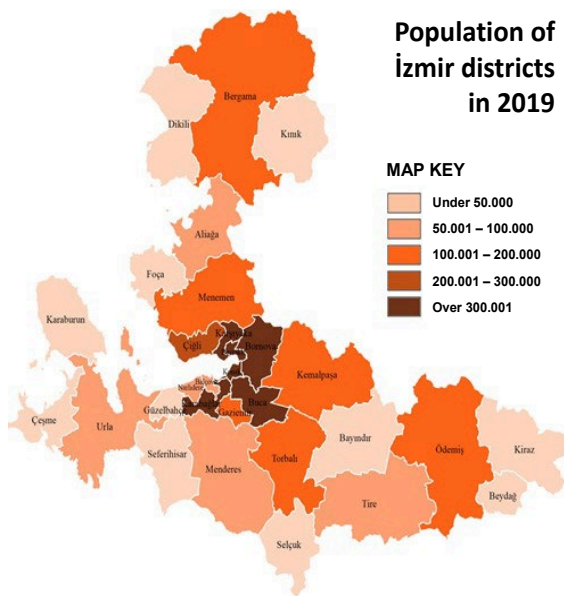 Population of
İzmir districts
in 2019
MAP KEY
Under 50.000
50.001 – 100.000
100.001 – 200.000
200.001 – 300.000
Over 300.001
Bergama
Dikili
Kınık
Aliağa
Foça
Menemen
Karaburun
Karşıyaka
Çiğli
Bornova
Kemalpaşa
Balçova
Narlıdere
Güzelbahçe
Buca
Gaziemir
Çeşme
Urla
Seferihisar
Menderes
Torbalı
Bayındır
Ödemiş
Kiraz
Beydağ
Tire
Selçuk